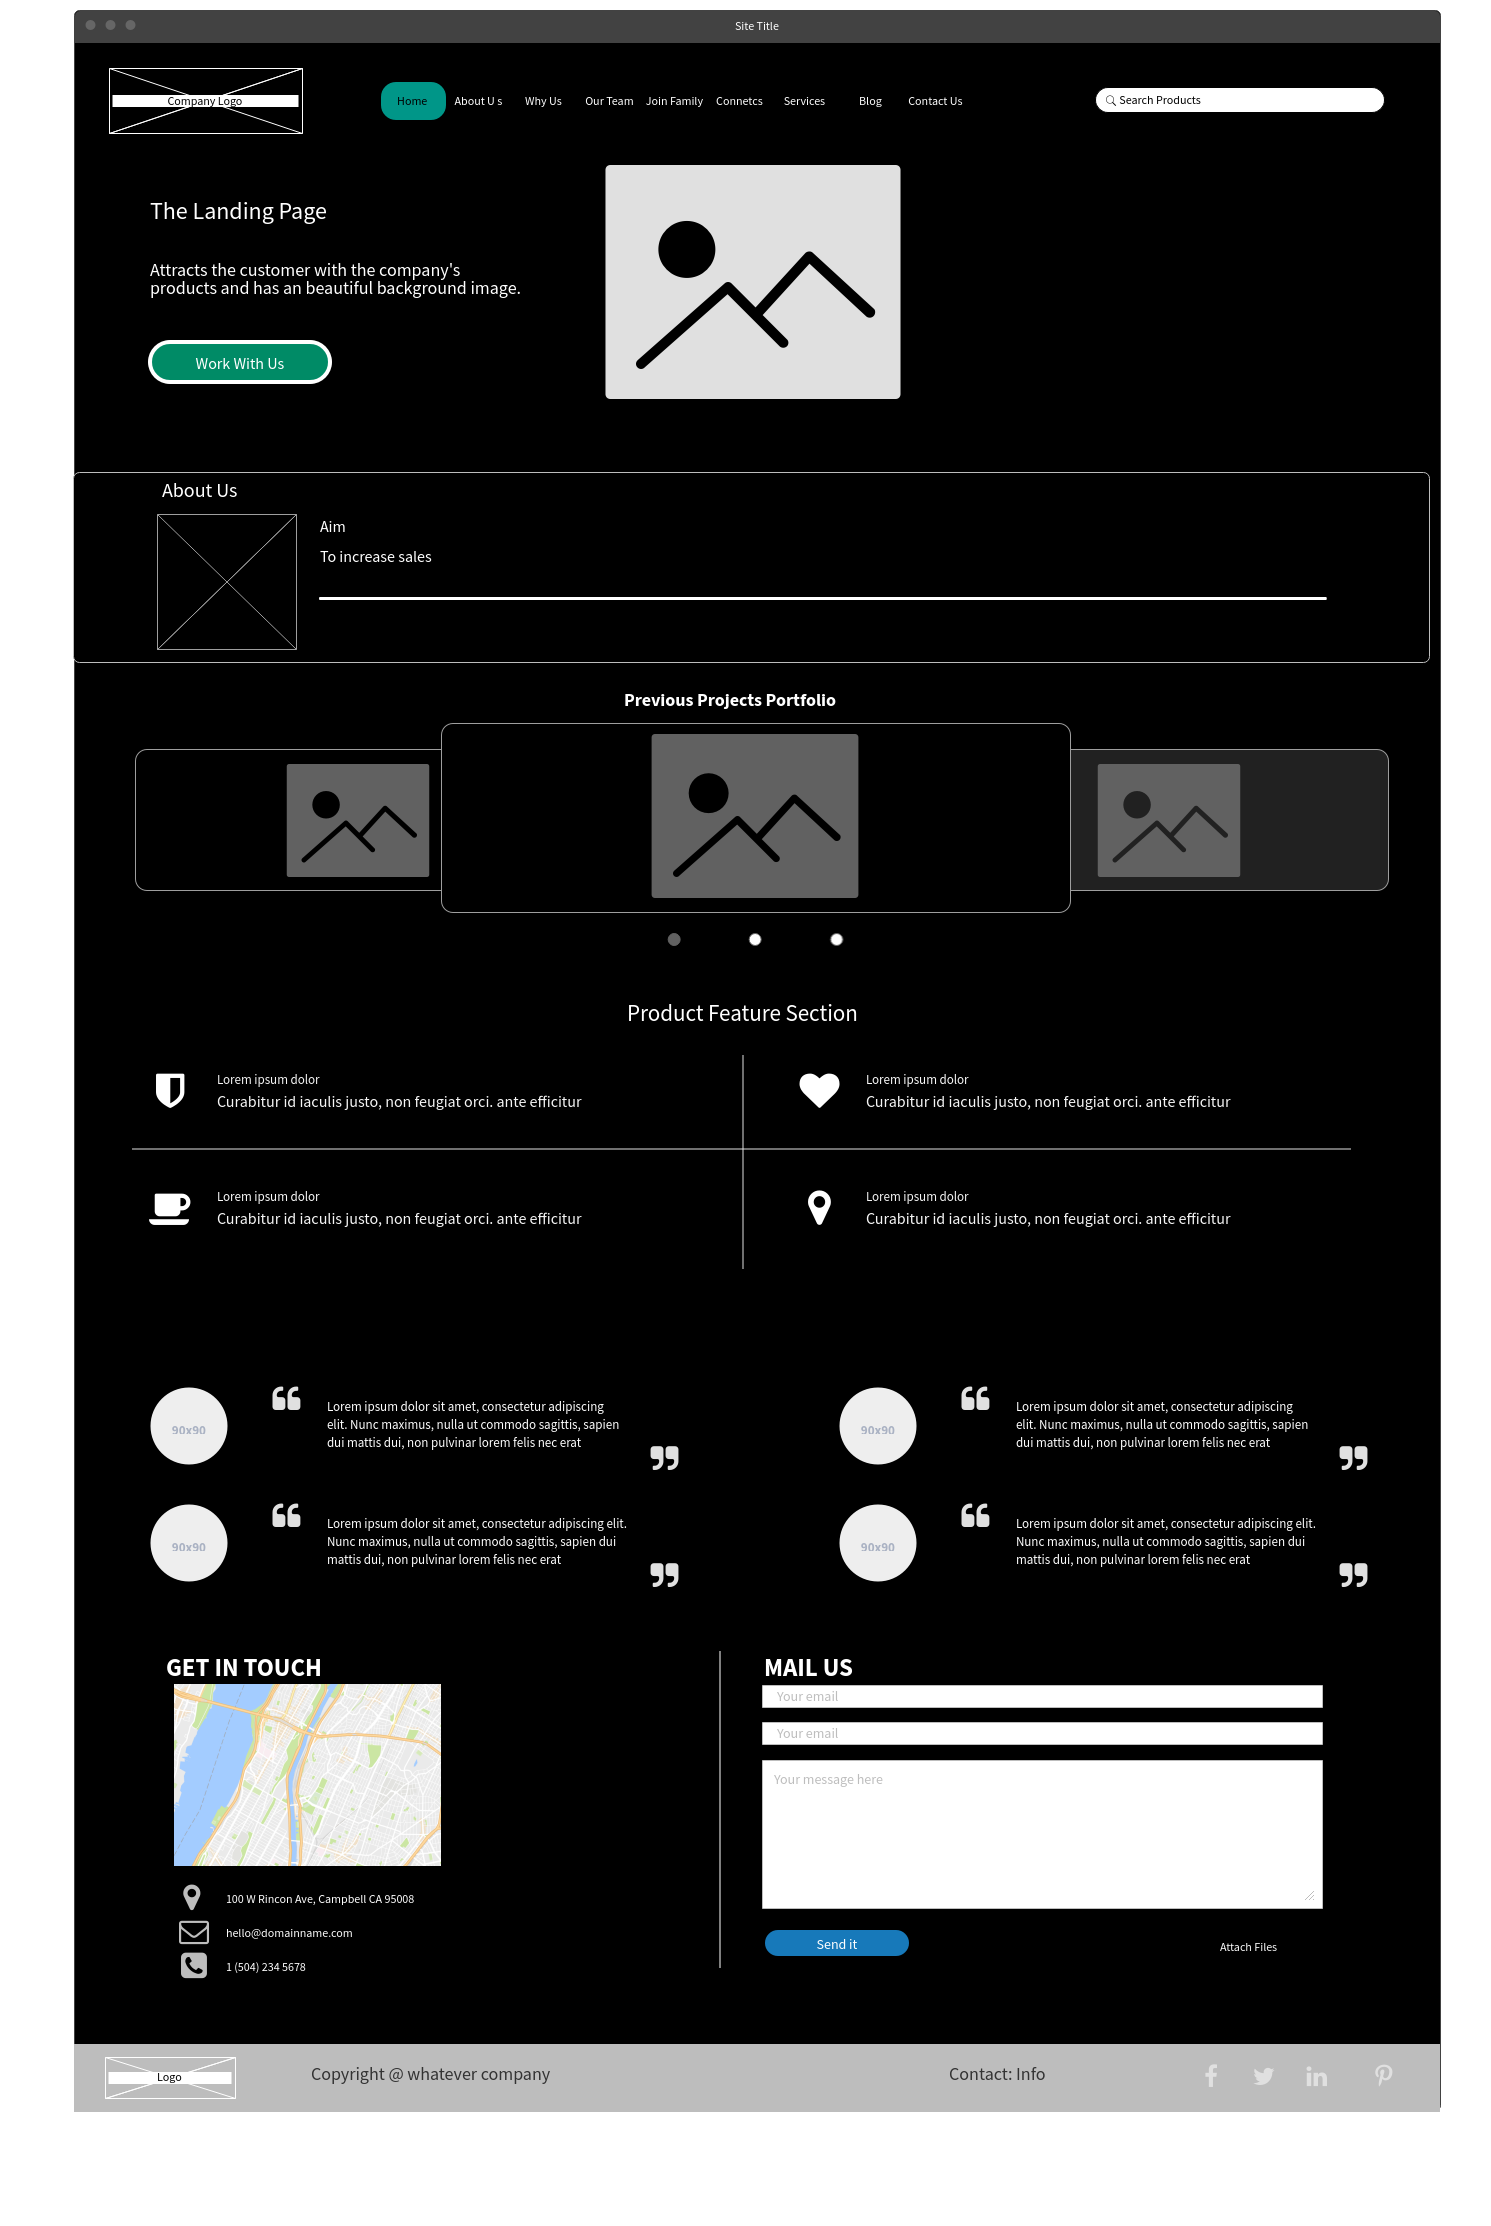 Site Title
Company Logo
Home
About U s
Why Us
Our Team
Join Family
Connetcs
Services
Blog
Contact Us
Search Products
The Landing Page
Attracts the customer with the company's
products and has an beautiful background image.
Work With Us
About Us
Aim
To increase sales
Previous Projects Portfolio
Product Feature Section
Lorem ipsum dolor
Curabitur id iaculis justo, non feugiat orci. ante efficitur
Lorem ipsum dolor
Curabitur id iaculis justo, non feugiat orci. ante efficitur
Lorem ipsum dolor
Curabitur id iaculis justo, non feugiat orci. ante efficitur
Lorem ipsum dolor
Curabitur id iaculis justo, non feugiat orci. ante efficitur
90x90
Lorem ipsum dolor sit amet, consectetur adipiscing
elit. Nunc maximus, nulla ut commodo sagittis, sapien
dui mattis dui, non pulvinar lorem felis nec erat
90x90
Lorem ipsum dolor sit amet, consectetur adipiscing
elit. Nunc maximus, nulla ut commodo sagittis, sapien
dui mattis dui, non pulvinar lorem felis nec erat
90x90
Lorem ipsum dolor sit amet, consectetur adipiscing elit.
Nunc maximus, nulla ut commodo sagittis, sapien dui
mattis dui, non pulvinar lorem felis nec erat
90x90
Lorem ipsum dolor sit amet, consectetur adipiscing elit.
Nunc maximus, nulla ut commodo sagittis, sapien dui
mattis dui, non pulvinar lorem felis nec erat
GET IN TOUCH
100 W Rincon Ave, Campbell CA 95008
hello@domainname.com
1 (504) 234 5678
MAIL US
Your email
Your email
Your message here
Send it
Attach Files
Logo
Copyright @ whatever company
Contact: Info